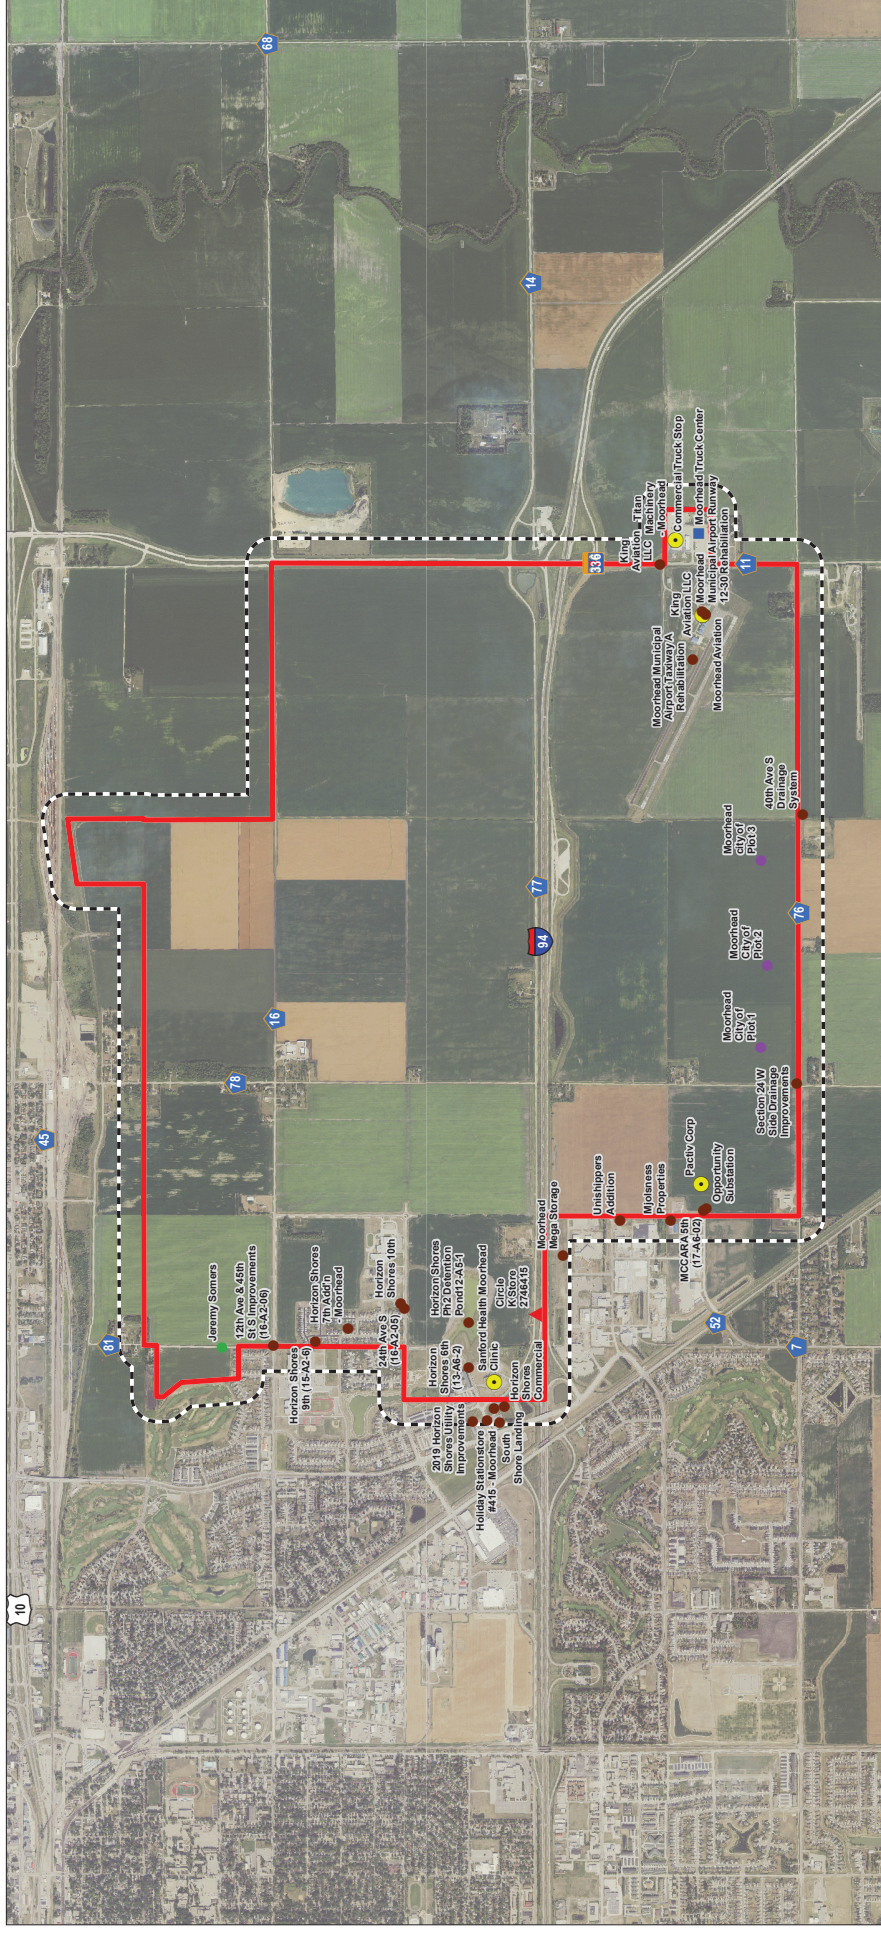 10
45
68
81
78
16
14
336
77
94
11
76
52
7
Jeremy Somers
12th Ave & 45th
St S Improvements
(16-A2-06)
Horizon Shores
9th (15-A2-6)
Horizon Shores
7th Add'n
- Moorhead
24th Ave S
(16-A2-05)
Horizon
Shores 10th
2019 Horizon
Shores Utility
Improvements
Horizon
Shores 6th
(13-A6-2)
Horizon Shores
Ph2 Detention
Pond12-A5-1
Holiday Stationstore
#415 - Moorhead
Sanford Health Moorhead
Clinic
South
Shore Landing
Horizon
Shores
Commercial
Circle
K Store
2746415
Moorhead
Mega Storage
Unishippers
Addition
Mjolsness
Properties
MCCARA 5th
(17-A6-02)
Pactiv Corp
Opportunity
Substation
Section 24 W
Side Drainage
Improvements
Moorhead
City of
Plot 1
Moorhead
City of
Plot 2
Moorhead
city of
Plot 3
40th Ave S
Drainage
System
Moorhead Municipal
Airport Taxiway A
Rehabilitation
King
Aviation LLC
Moorhead Aviation
Moorhead
Municipal Airport Runway
12-30 Rehabiliation
King
Aviation
LLC
- Titan
Machinery
- Moorhead
Commercial Truck Stop
Moorhead Truck Center